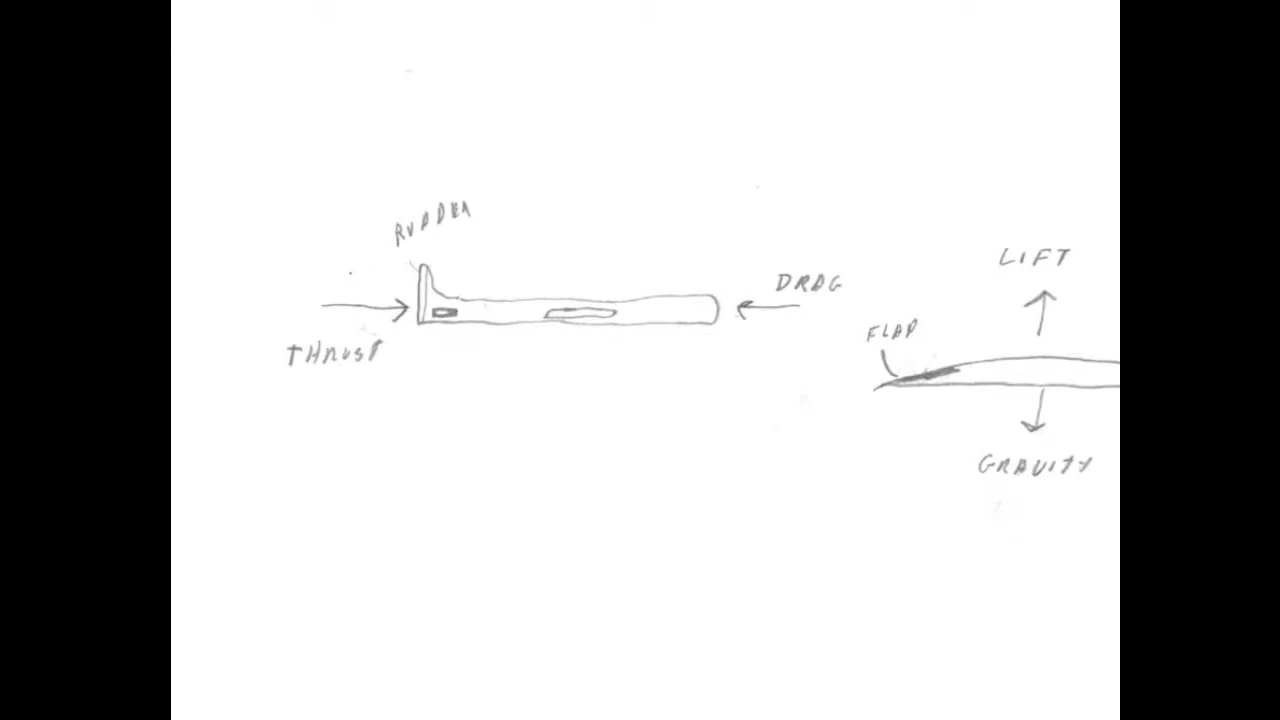 RUDDER
DRAG
THRUST
LIFT
FLAP
GRAVITY